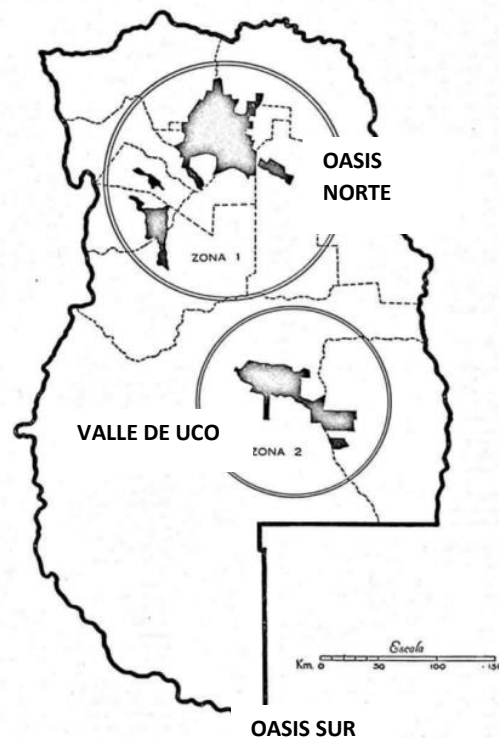 OASIS
NORTE
ZONA 1
VALLE DE UCO
ZONA 2
Escala
Km. 0 50 100 150
OASIS SUR